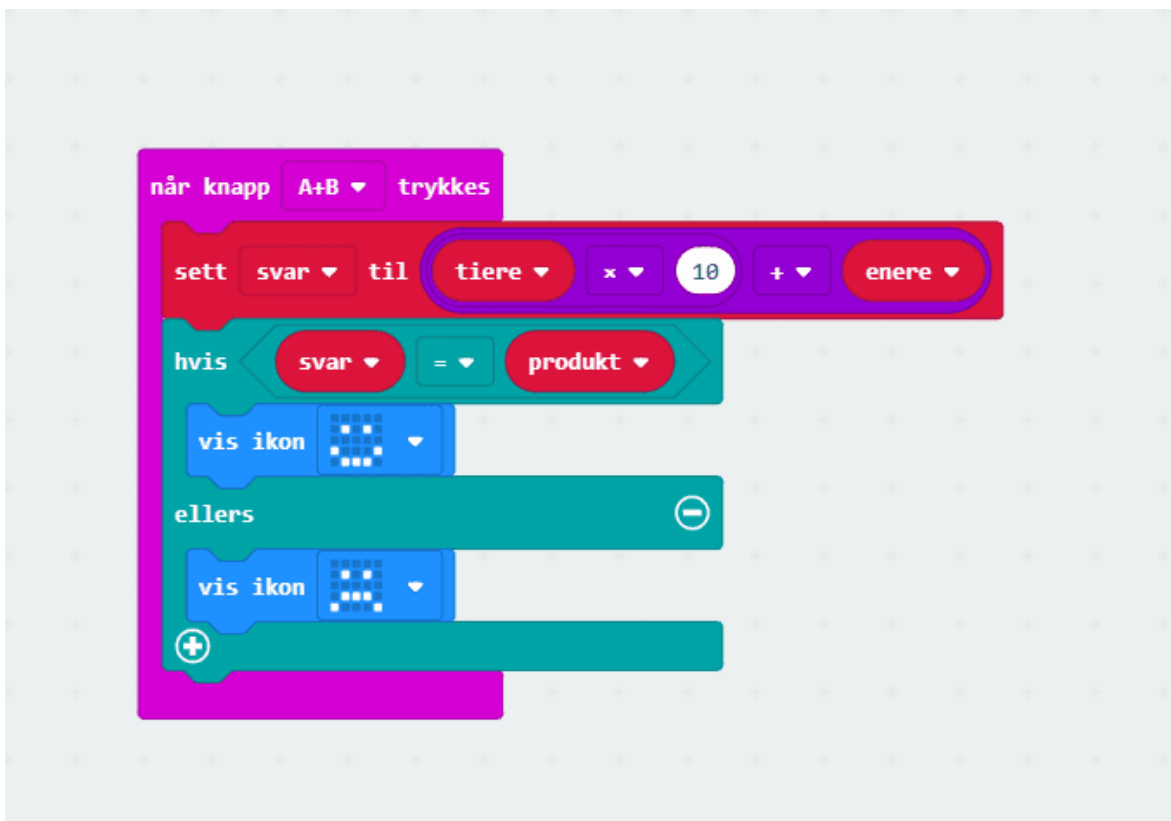 når knapp A+B trykkes
sett svar til tiere x 10 + enere
hvis svar = produkt
vis ikon
ellers
vis ikon